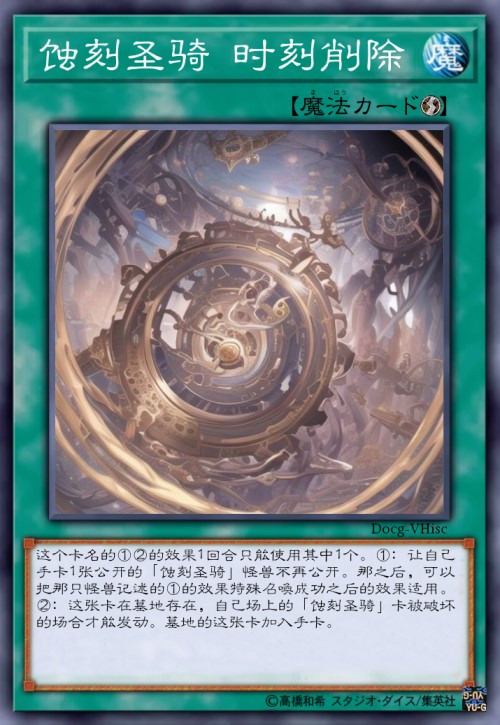 蚀刻圣骑 时刻削除
魔
【魔法カード】
まほう
Docg-VHisc
这个卡名的①②的效果1回合只能使用其中1个。①：让自己
手卡1张公开的「蚀刻圣骑」怪兽不再公开。那之后，可以
把那只怪兽记述的①的效果特殊召唤成功之后的效果适用。
②：这张卡在墓地存在，自己场上的「蚀刻圣骑」卡被破坏
的场合才能发动。墓地的这张卡加入手卡。
©高橋和希 スタジオ・ダイス/集英社